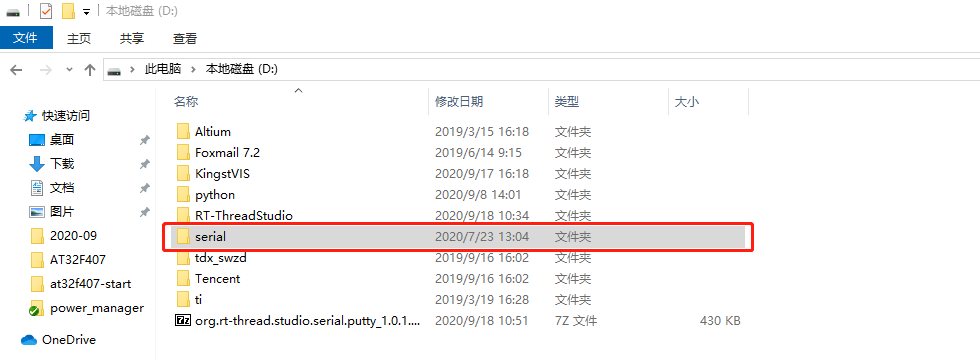 本地磁盘 (D:)
文件 主页 共享 查看
此电脑 本地磁盘 (D:)
名称 修改日期 类型 大小
快速访问
桌面
下载
文档
图片
2020-09
AT32F407
at32f407-start
power_manager
OneDrive
Altium 2019/3/15 16:18 文件夹
Foxmail 7.2 2019/6/14 9:15 文件夹
KingstVIS 2020/9/17 16:18 文件夹
python 2020/9/8 14:01 文件夹
RT-ThreadStudio 2020/9/18 10:34 文件夹
serial 2020/7/23 13:04 文件夹
tdx_swzd 2019/9/16 16:02 文件夹
Tencent 2019/9/16 16:02 文件夹
ti 2019/3/19 16:28 文件夹
7z org.rt-thread.studio.serial.putty_1.0.1.... 2020/9/18 10:51 7Z 文件 430 KB